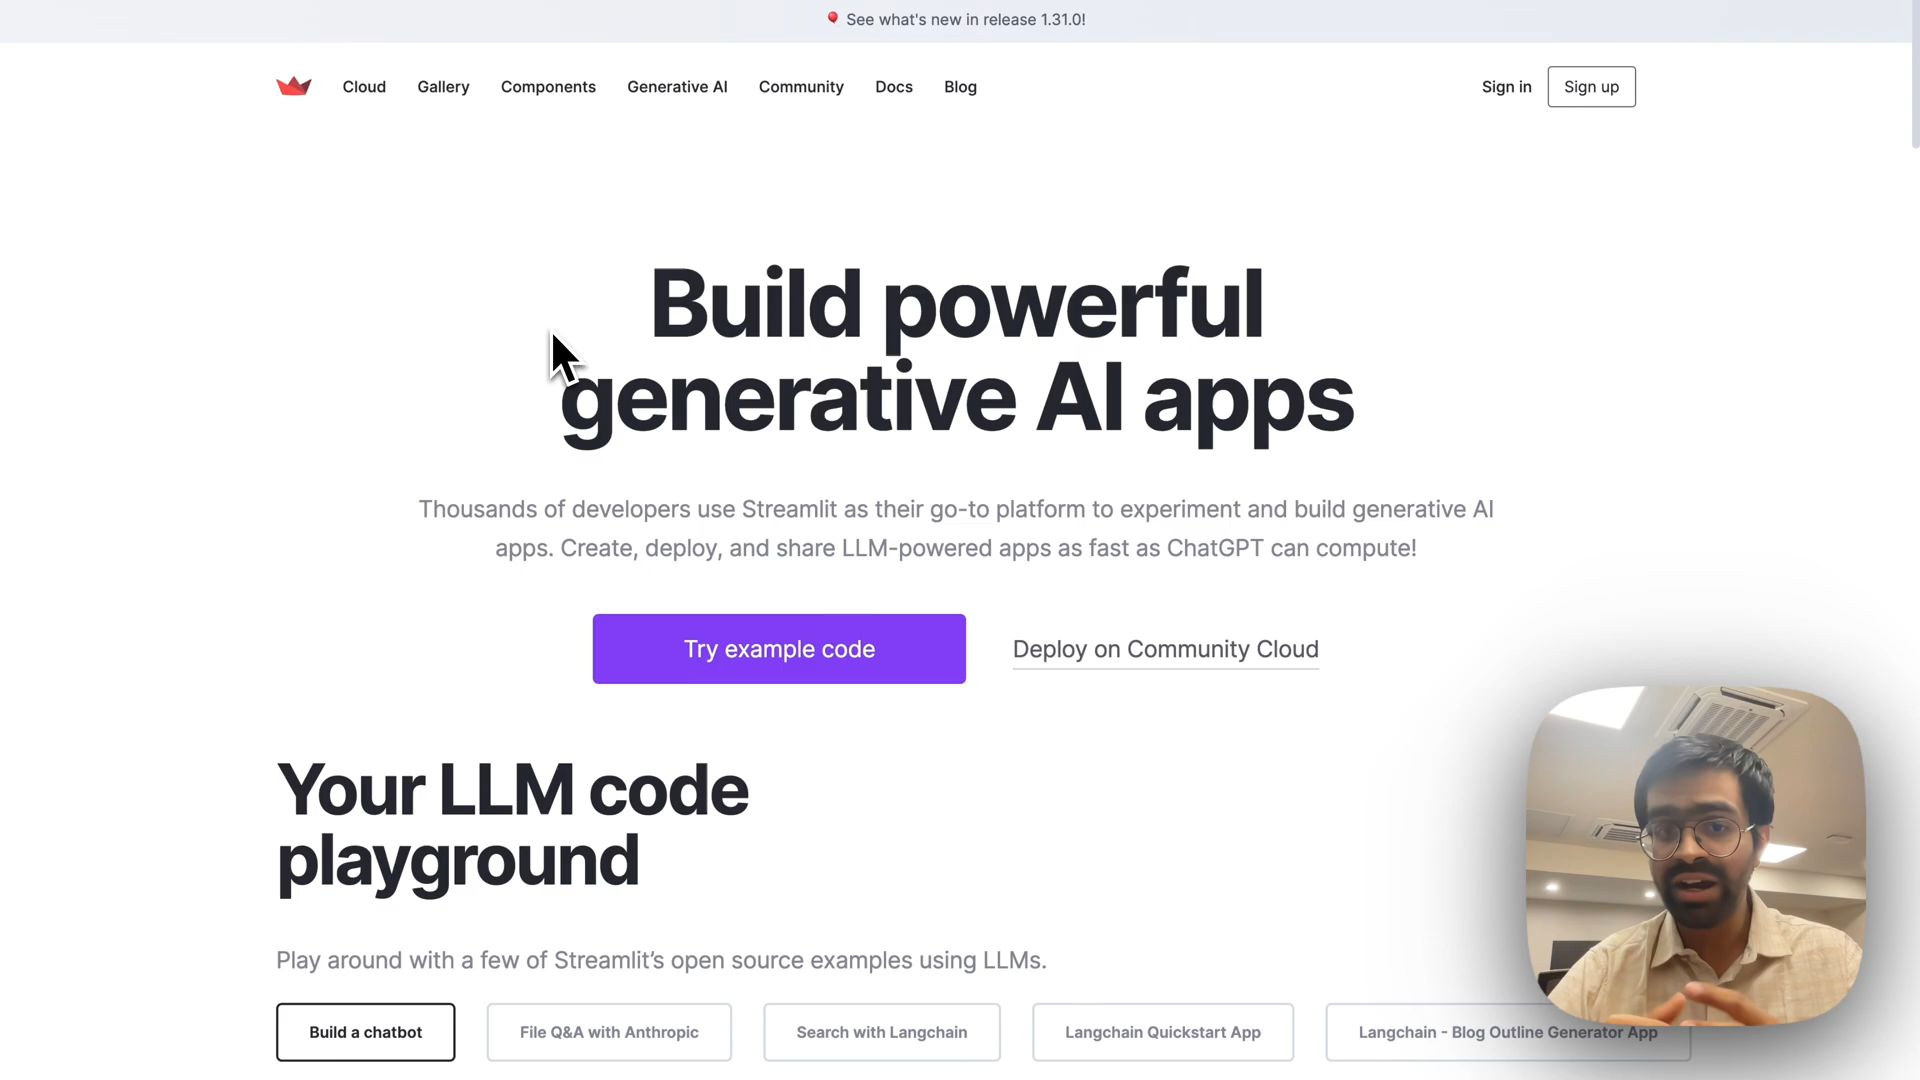 See what's new in release 1.31.0!
Cloud Gallery Components Generative AI Community Docs Blog Sign in Sign up
Build powerful
generative AI apps
Thousands of developers use Streamlit as their go-to platform to experiment and build generative AI
apps. Create, deploy, and share LLM-powered apps as fast as ChatGPT can compute!
Try example code Deploy on Community Cloud
Your LLM code
playground
Play around with a few of Streamlit’s open source examples using LLMs.
Build a chatbot File Q&A with Anthropic Search with Langchain Langchain Quickstart App Langchain - Blog Outline Generator App